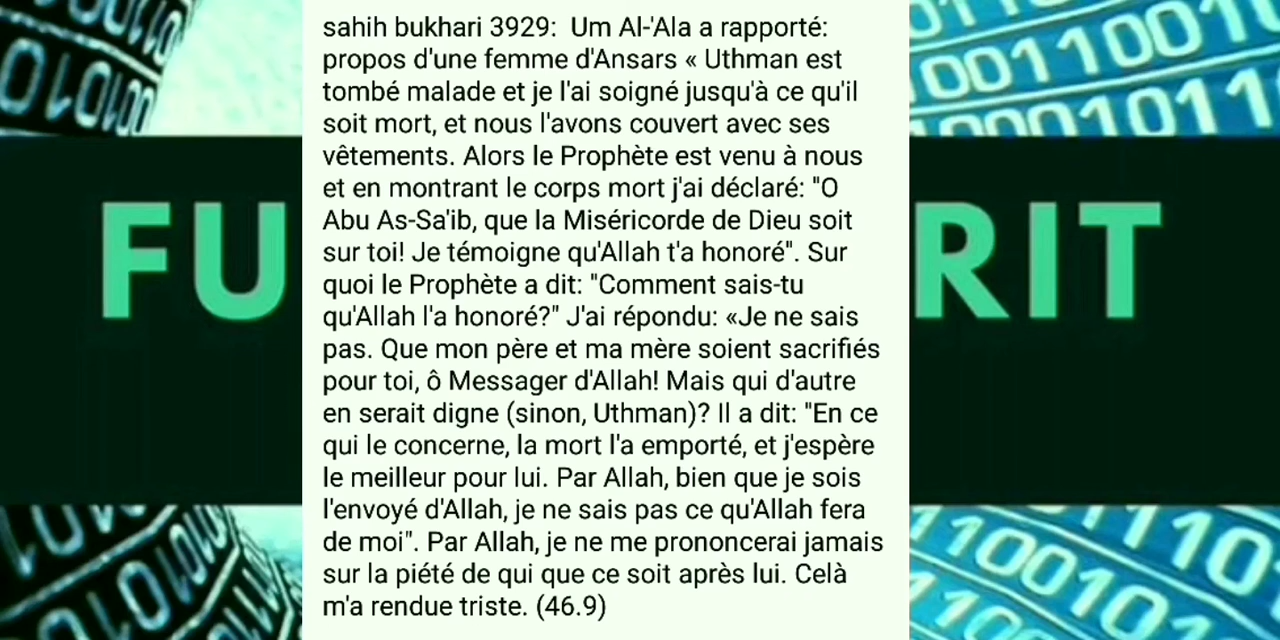 sahih bukhari 3929:  Um Al-'Ala a rapporté:
propos d'une femme d'Ansars « Uthman est
tombé malade et je l'ai soigné jusqu'à ce qu'il
soit mort, et nous l'avons couvert avec ses
vêtements. Alors le Prophète est venu à nous
et en montrant le corps mort j'ai déclaré: "O
Abu As-Sa'ib, que la Miséricorde de Dieu soit
sur toi! Je témoigne qu'Allah t'a honoré". Sur
quoi le Prophète a dit: "Comment sais-tu
qu'Allah l'a honoré?" J'ai répondu: «Je ne sais
pas. Que mon père et ma mère soient sacrifiés
pour toi, ô Messager d'Allah! Mais qui d'autre
en serait digne (sinon, Uthman)? Il a dit: "En ce
qui le concerne, la mort l'a emporté, et j'espère
le meilleur pour lui. Par Allah, bien que je sois
l'envoyé d'Allah, je ne sais pas ce qu'Allah fera
de moi". Par Allah, je ne me prononcerai jamais
sur la piété de qui que ce soit après lui. Celà
m'a rendue triste. (46.9)
FU
RIT